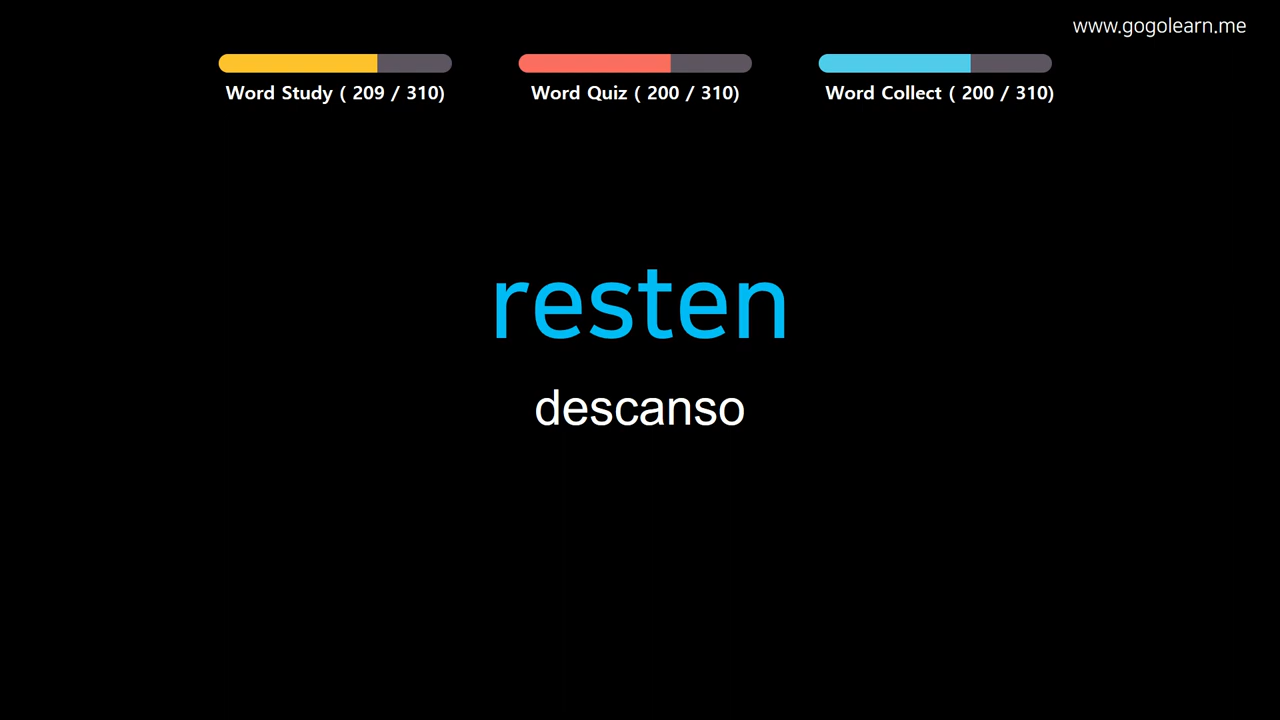 www.gogolearn.me
Word Study ( 209 / 310)
Word Quiz ( 200 / 310)
Word Collect ( 200 / 310)
resten
descanso